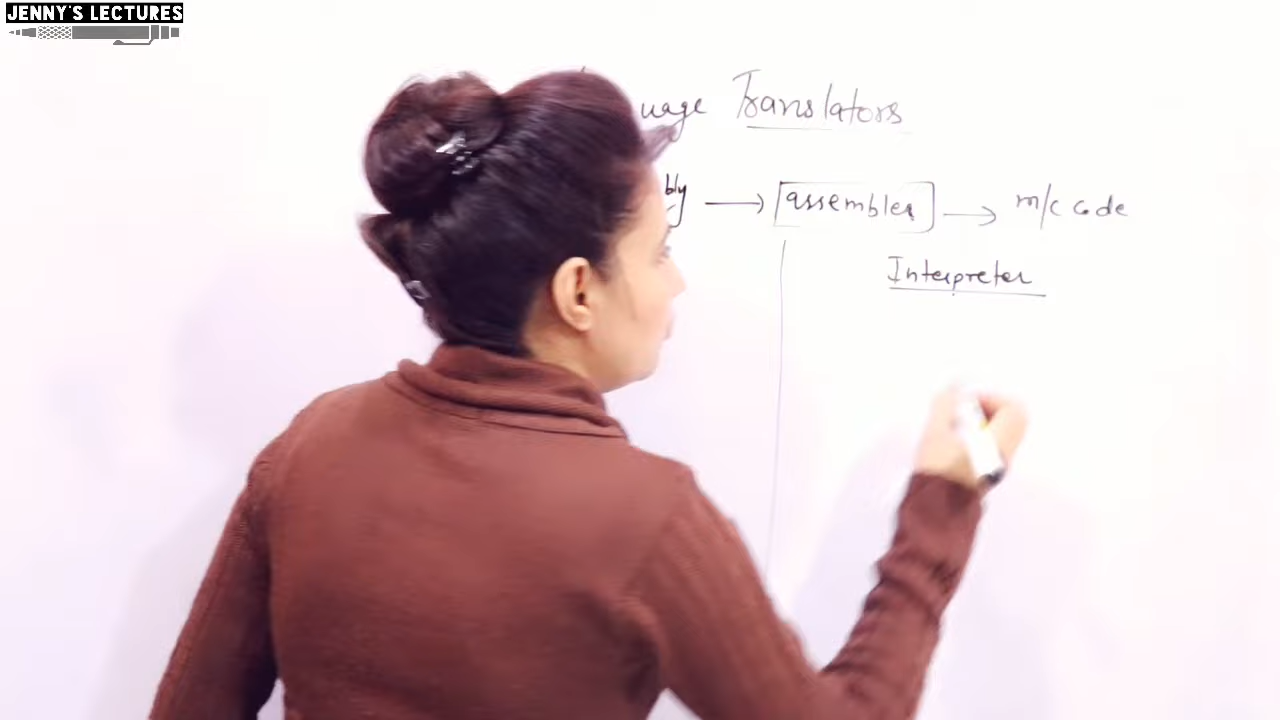 JENNY'S LECTURES
uage Translators
bly → assembler → m/c code
Interpreter